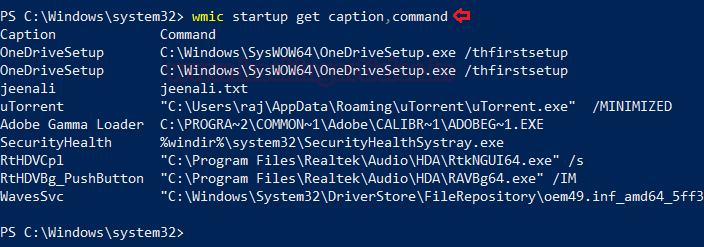 PS C:\Windows\system32> wmic startup get caption,command
Caption Command
OneDriveSetup C:\Windows\SysWOW64\OneDriveSetup.exe /thfirstsetup
OneDriveSetup C:\Windows\SysWOW64\OneDriveSetup.exe /thfirstsetup
jeenali jeenali.txt
uTorrent "C:\Users\raj\AppData\Roaming\uTorrent\uTorrent.exe" /MINIMIZED
Adobe Gamma Loader C:\PROGRA~2\COMMON~1\Adobe\CALIBR~1\ADOBEG~1.EXE
SecurityHealth %windir%\system32\SecurityHealthSystray.exe
RtHDVCpl "C:\Program Files\Realtek\Audio\HDA\RtkNGUI64.exe" /s
RtHDVBg_PushButton "C:\Program Files\Realtek\Audio\HDA\RAVBg64.exe" /IM
WavesSvc "C:\Windows\System32\DriverStore\FileRepository\oem49.inf_amd64_5ff3
PS C:\Windows\system32>